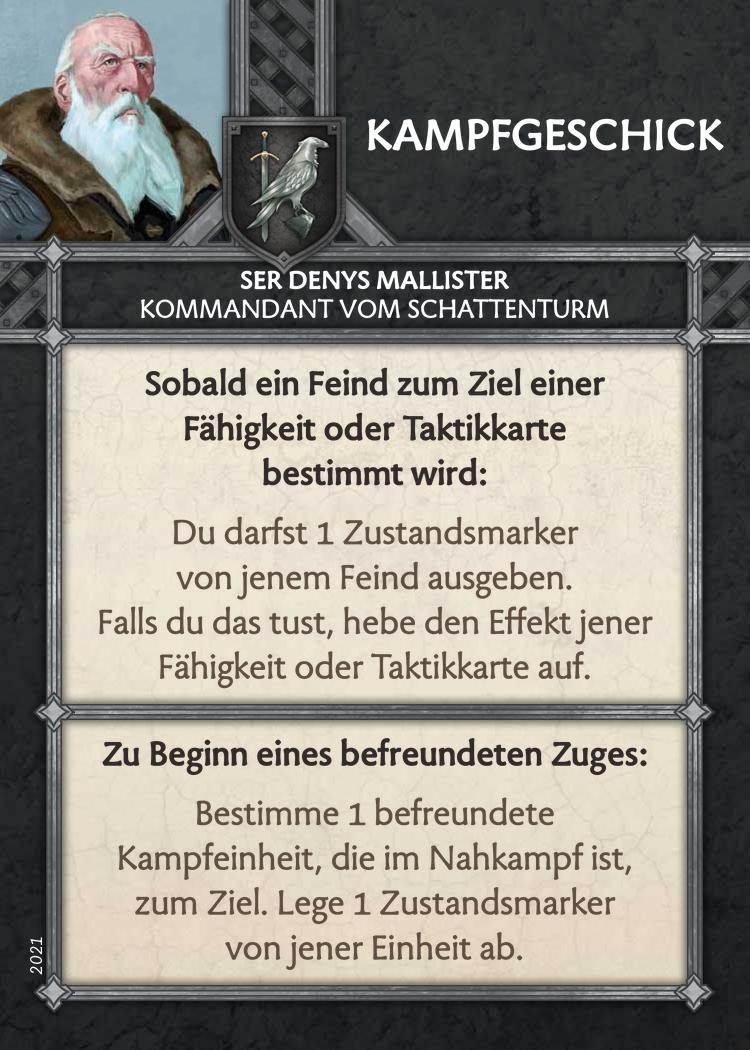 KAMPFGESCHICK
SER DENYS MALLISTER
KOMMANDANT VOM SCHATTENTURM
Sobald ein Feind zum Ziel einer
Fähigkeit oder Taktikkarte
bestimmt wird:
Du darfst 1 Zustandsmarker
von jenem Feind ausgeben.
Falls du das tust, hebe den Effekt jener
Fähigkeit oder Taktikkarte auf.
Zu Beginn eines befreundeten Zuges:
Bestimme 1 befreundete
Kampfeinheit, die im Nahkampf ist,
zum Ziel. Lege 1 Zustandsmarker
von jener Einheit ab.
2021